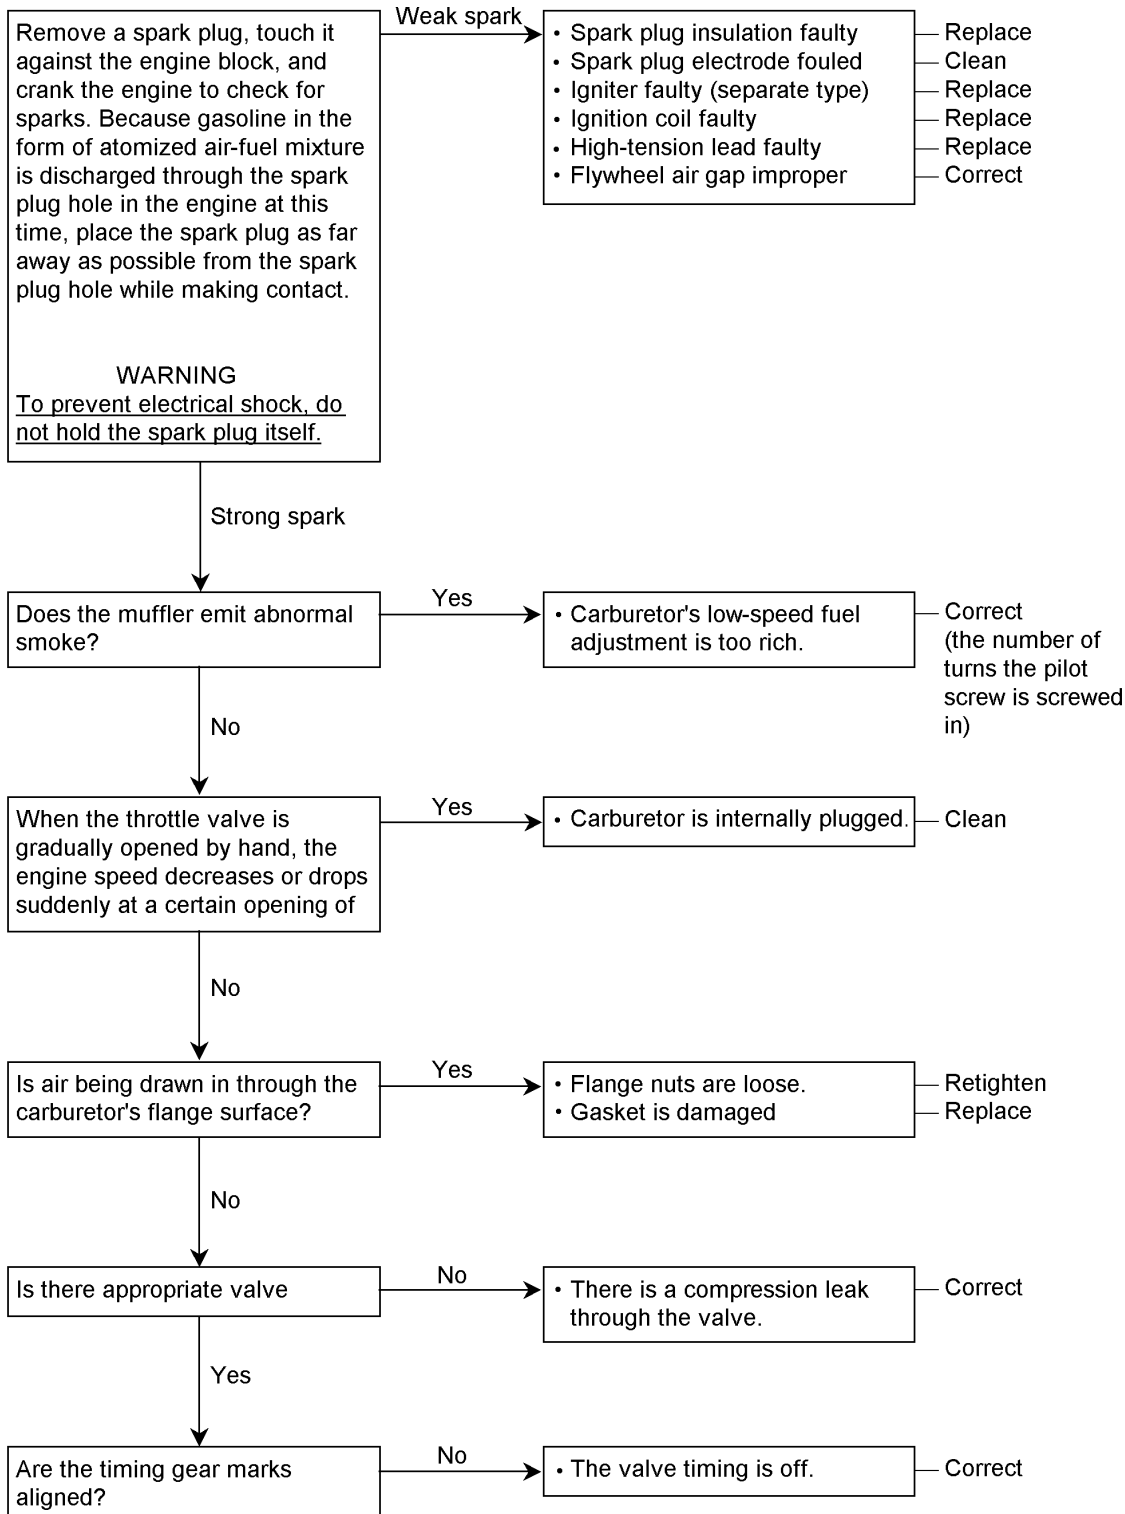 Remove a spark plug, touch it
against the engine block, and
crank the engine to check for
sparks. Because gasoline in the
form of atomized air-fuel mixture
is discharged through the spark
plug hole in the engine at this
time, place the spark plug as far
away as possible from the spark
plug hole while making contact.
WARNING
To prevent electrical shock, do
not hold the spark plug itself.
Weak spark
• Spark plug insulation faulty
Replace
• Spark plug electrode fouled
Clean
• Igniter faulty (separate type)
Replace
• Ignition coil faulty
Replace
• High-tension lead faulty
Replace
• Flywheel air gap improper
Correct
Strong spark
Does the muffler emit abnormal
smoke?
Yes
• Carburetor's low-speed fuel
adjustment is too rich.
Correct
(the number of
turns the pilot
screw is screwed
in)
No
When the throttle valve is
gradually opened by hand, the
engine speed decreases or drops
suddenly at a certain opening of
Yes
• Carburetor is internally plugged.
Clean
No
Is air being drawn in through the
carburetor's flange surface?
Yes
• Flange nuts are loose.
Retighten
• Gasket is damaged
Replace
No
Is there appropriate valve
No
• There is a compression leak
through the valve.
Correct
Yes
Are the timing gear marks
aligned?
No
• The valve timing is off.
Correct